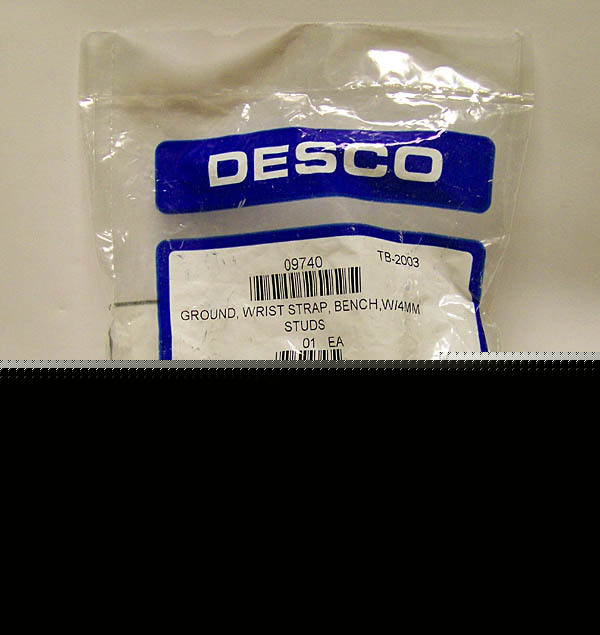 DESCO
09740
TB-2003
GROUND, WRIST STRAP, BENCH,W/4MM
STUDS
01 EA